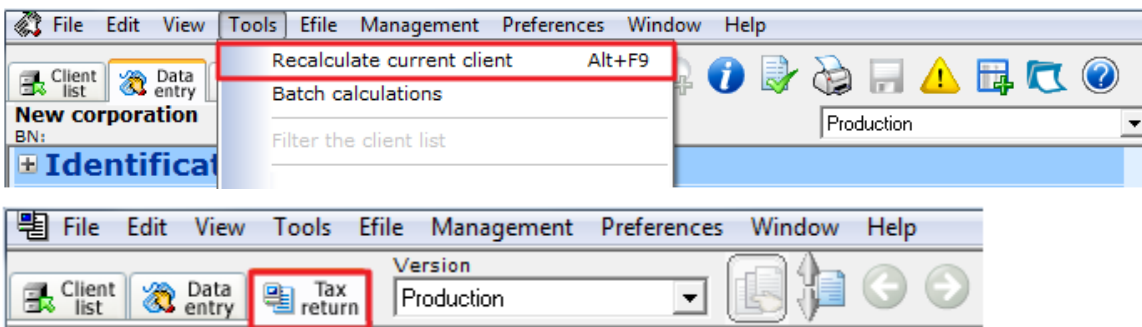 File Edit View Tools Efile Management Preferences Window Help
Recalculate current client Alt+F9
Client list
Data entry
Batch calculations
New corporation
Production
BN:
Filter the client list
Identificat
File Edit View Tools Efile Management Preferences Window Help
Version
Client list
Data entry
Tax return
Production